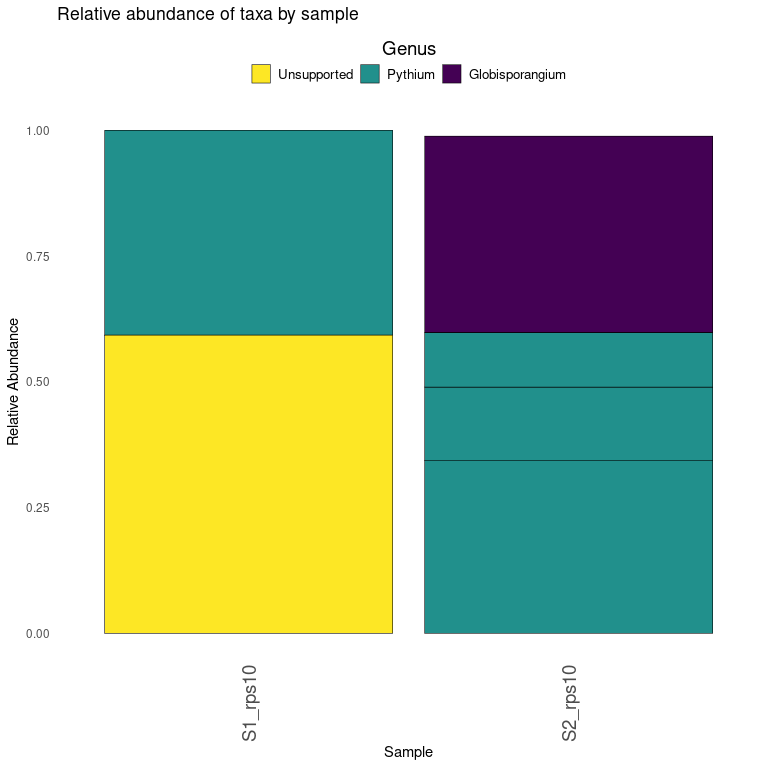 Relative abundance of taxa by sample
Genus
Unsupported Pythium Globisporangium
1.00
0.75
0.50
0.25
0.00
Relative Abundance
S1_rps10 S2_rps10
Sample